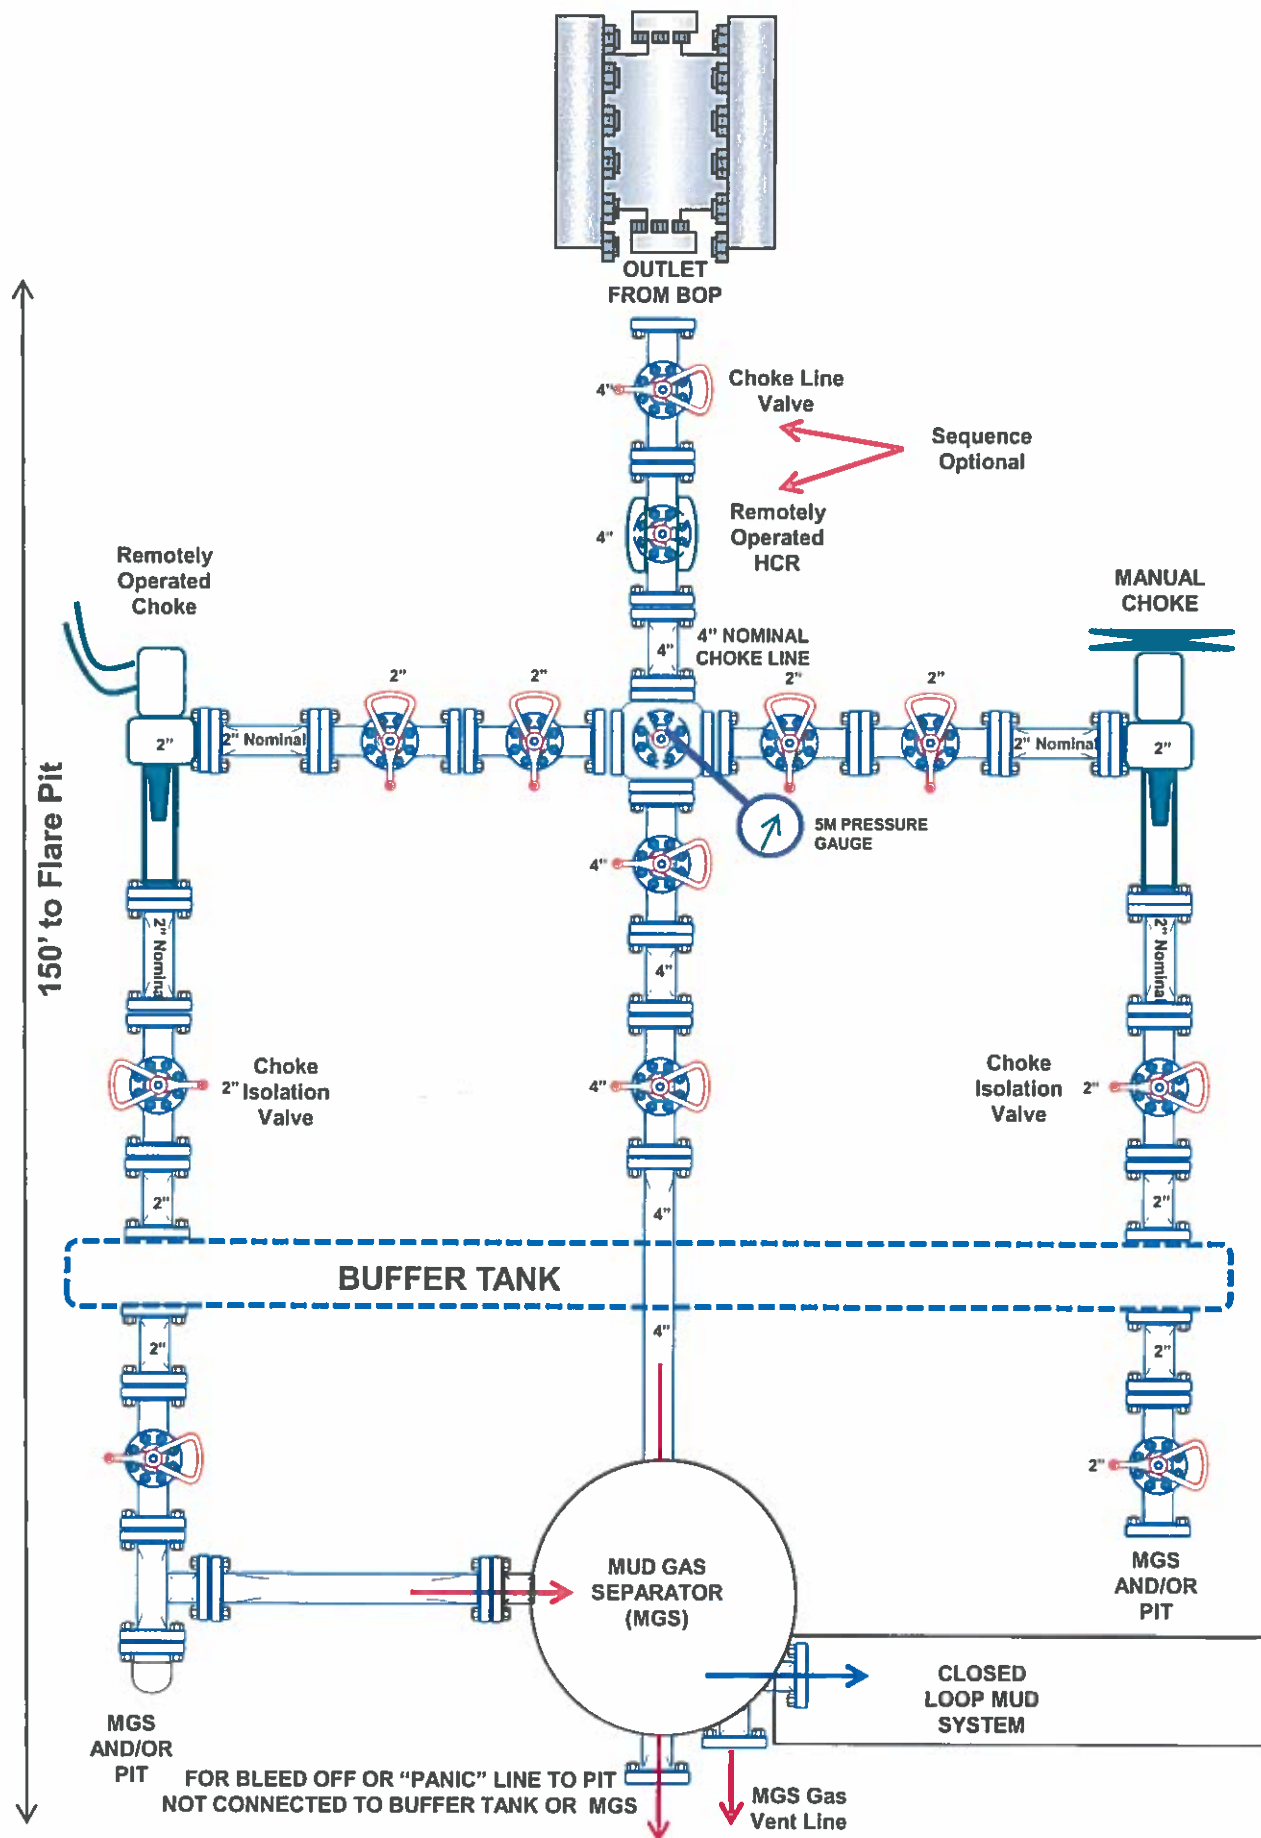 OUTLET
FROM BOP
4"
Choke Line
Valve
Sequence
Optional
4"
Remotely
Operated
HCR
Remotely
Operated
Choke
MANUAL
CHOKE
4"
4" NOMINAL
CHOKE LINE
2"
2"
2"
2"
2"
2" Nominal
2" Nominal
2"
5M PRESSURE
GAUGE
4"
150' to Flare Pit
2" Nominal
4"
2" Nominal
2"
Choke
Isolation
Valve
4"
Choke
Isolation
Valve
2"
2"
4"
2"
BUFFER TANK
2"
4"
2"
2"
MUD GAS
SEPARATOR
(MGS)
MGS
AND/OR
PIT
CLOSED
LOOP MUD
SYSTEM
MGS
AND/OR
PIT
FOR BLEED OFF OR "PANIC" LINE TO PIT
NOT CONNECTED TO BUFFER TANK OR MGS
MGS Gas
Vent Line